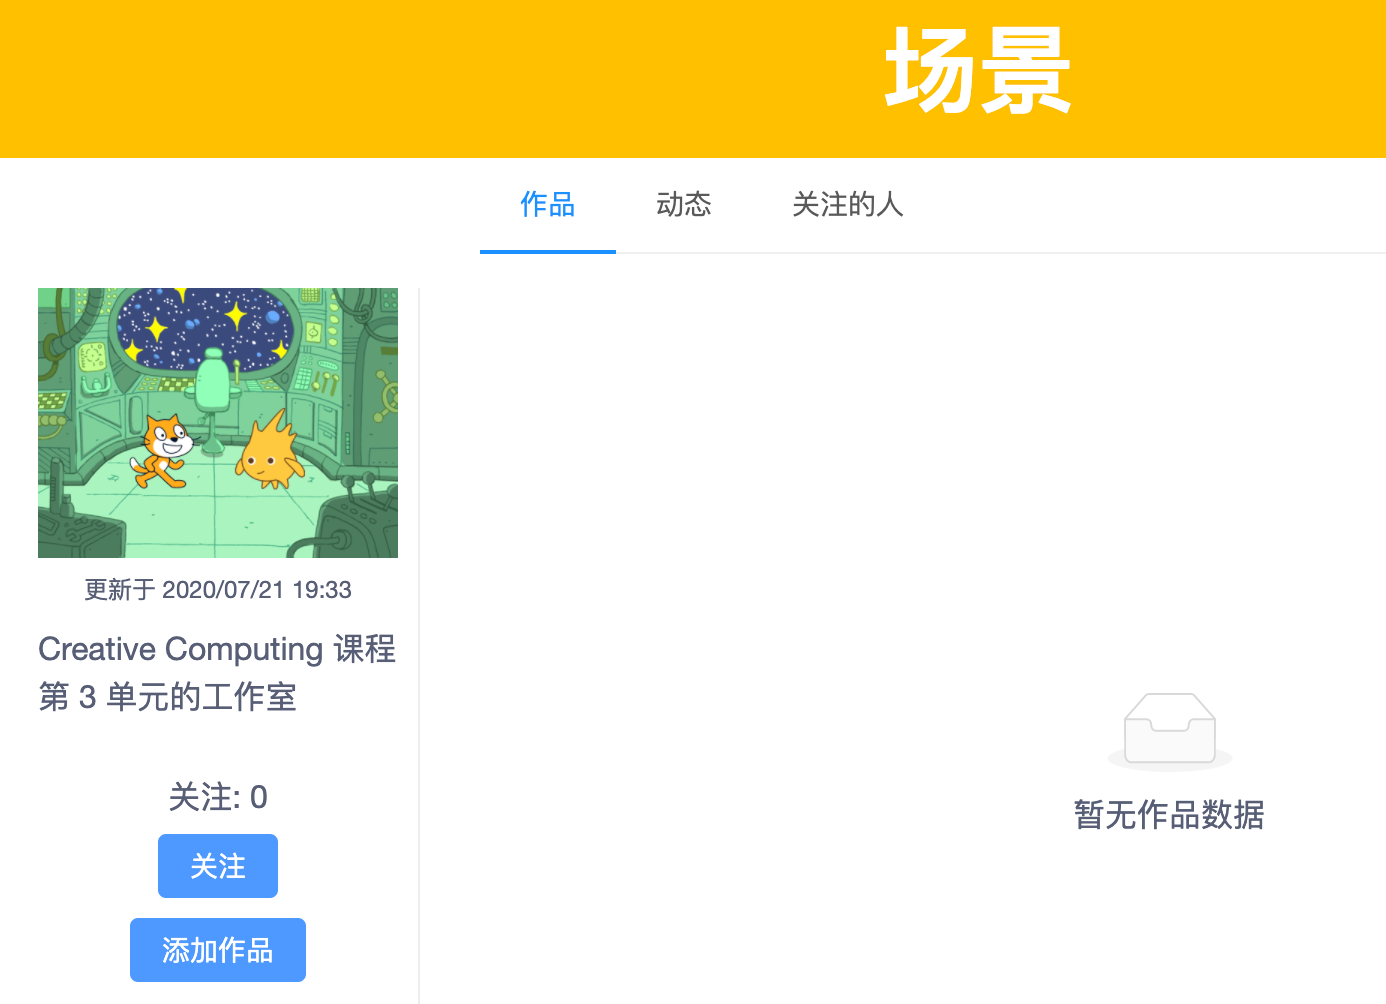 场景
作品
动态
关注的人
更新于 2020/07/21 19:33
Creative Computing 课程
第 3 单元的工作室
关注: 0
关注
添加作品
暂无作品数据